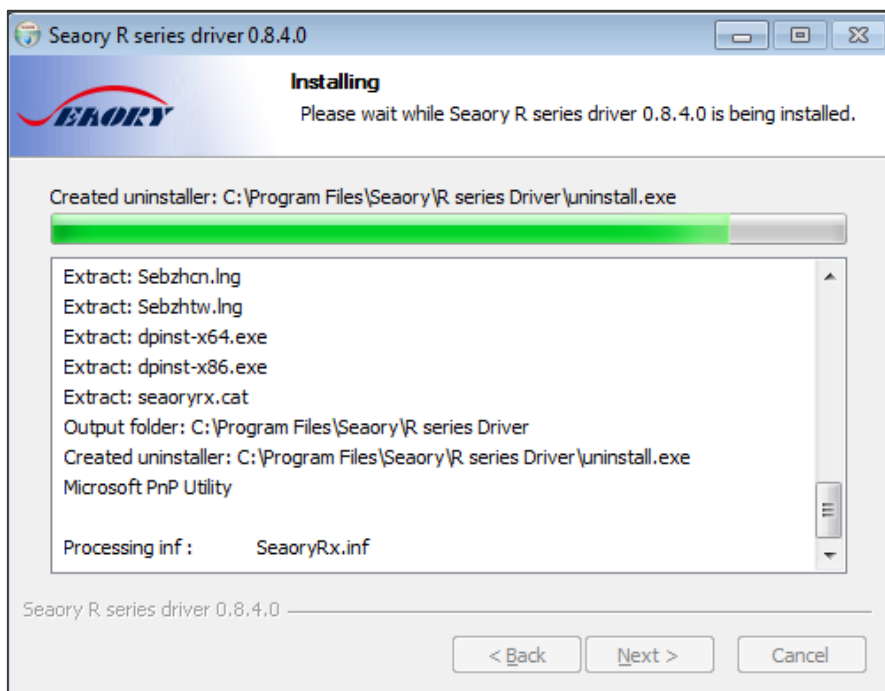 Seaory R series driver 0.8.4.0
SEAORY
Installing
Please wait while Seaory R series driver 0.8.4.0 is being installed.
Created uninstaller: C:\Program Files\Seaory\R series Driver\uninstall.exe
Extract: Sebzhcn.lng
Extract: Sebzhtw.lng
Extract: dpinst-x64.exe
Extract: dpinst-x86.exe
Extract: seaoryrx.cat
Output folder: C:\Program Files\Seaory\R series Driver
Created uninstaller: C:\Program Files\Seaory\R series Driver\uninstall.exe
Microsoft PnP Utility
Processing inf : SeaoryRx.inf
Seaory R series driver 0.8.4.0
< Back Next > Cancel